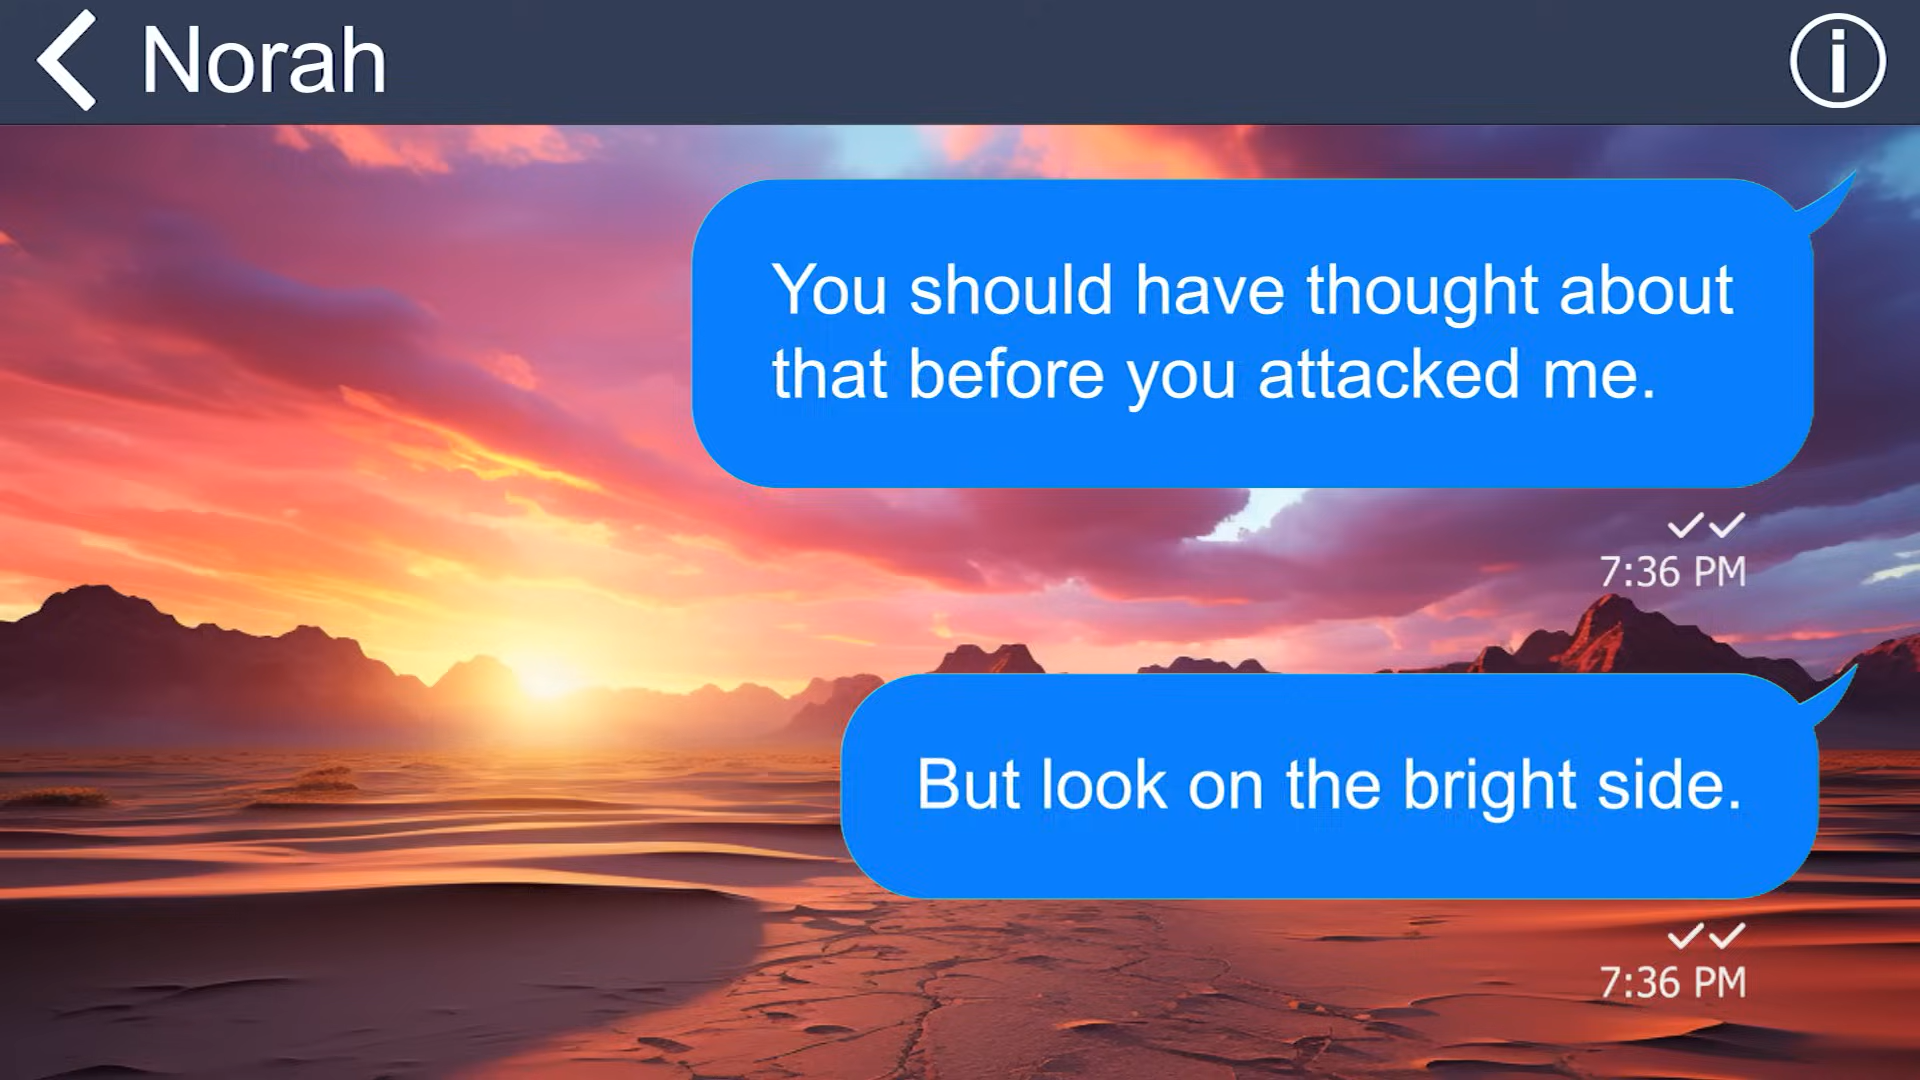 Norah
You should have thought about
that before you attacked me.
7:36 PM
But look on the bright side.
7:36 PM